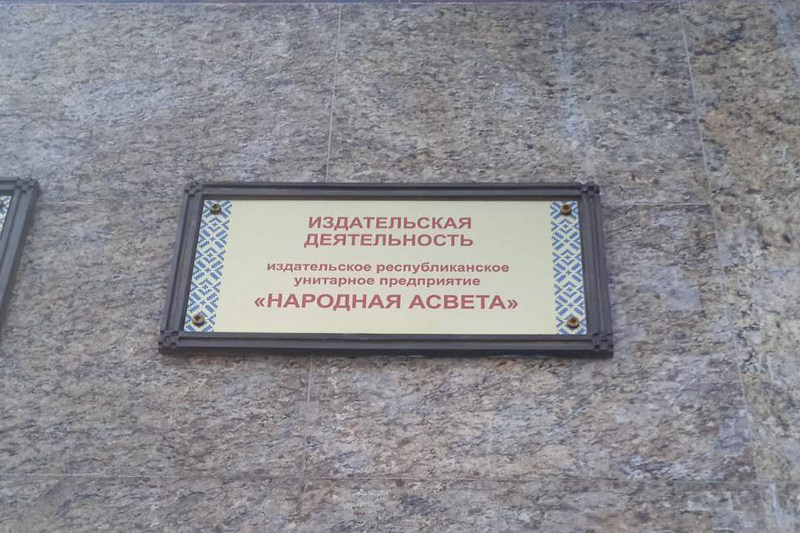 ИЗДАТЕЛЬСКАЯ
ДЕЯТЕЛЬНОСТЬ
издательское республиканское
унитарное предприятие
«НАРОДНАЯ АСВЕТА»